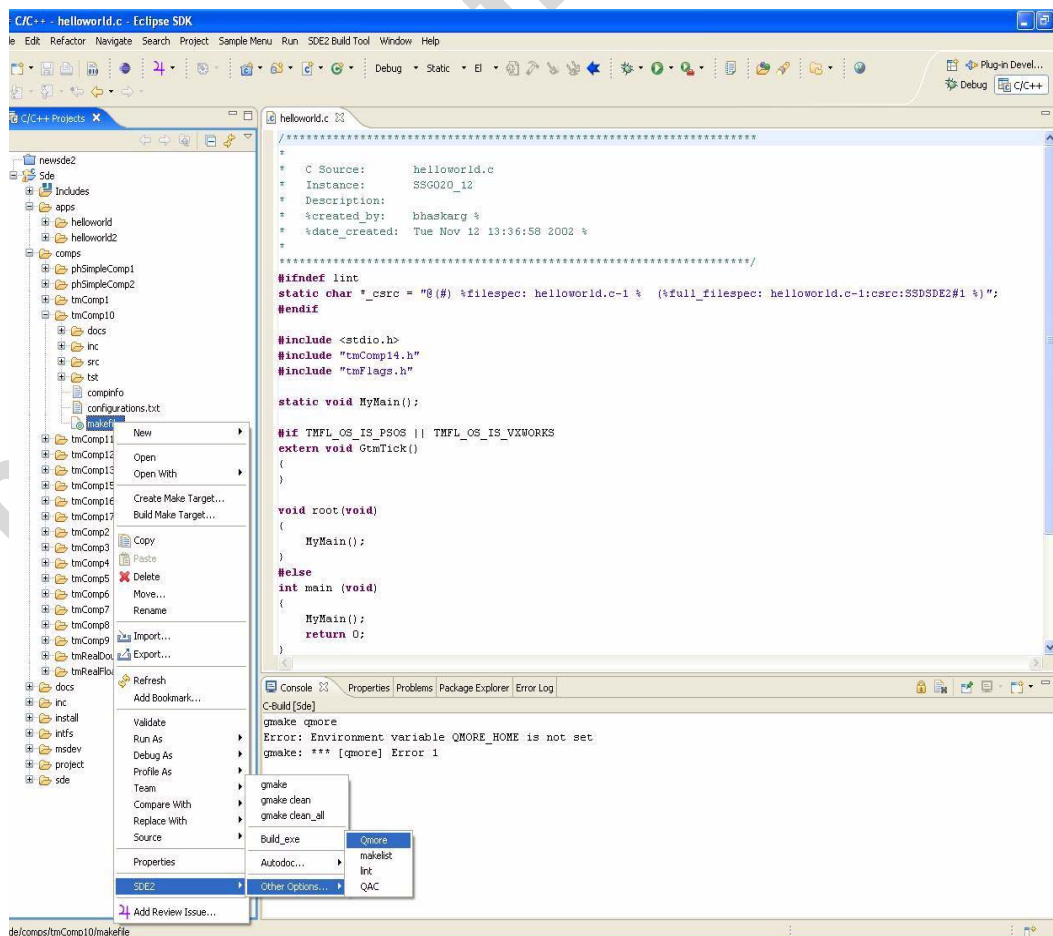 C/C++ - helloworld.c - Eclipse SDK
le Edit Refactor Navigate Search Project Sample Menu Run SDE2 Build Tool Window Help
Debug Static El
Plug-in Devel...
Debug C/C++
C/C++ Projects
newsde2
Sde
Includes
apps
helloworld
helloworld2
comps
phSimpleComp1
phSimpleComp2
tmComp1
tmComp10
docs
inc
src
tst
compinfo
configurations.txt
makefil
tmComp11
tmComp12
tmComp13
tmComp15
tmComp16
tmComp17
tmComp2
tmComp3
tmComp4
tmComp5
tmComp6
tmComp7
tmComp8
tmComp9
tmRealDou
tmRealFloa
docs
inc
install
intfs
msdev
project
sde
New
Open
Open With
Create Make Target...
Build Make Target...
Copy
Paste
Delete
Move...
Rename
Import...
Export...
Refresh
Add Bookmark...
Validate
Run As
Debug As
Profile As
Team
Compare With
Replace With
Source
Properties
SDE2
Add Review Issue...
gmake
gmake clean
gmake clean_all
Build_exe
Autodoc...
Other Options...
Qmore
makelist
lint
QAC
helloworld.c
/**********************************************************************
*
* C Source: helloworld.c
* Instance: SSG020_12
* Description:
* %created_by: bhaskarg %
* %date_created: Tue Nov 12 13:36:58 2002 %
*
**********************************************************************/
#ifndef lint
static char *_csrc = "@(#) %filespec: helloworld.c-1 % (%full_filespec: helloworld.c-1:csrc:SSDSDE2#1 %)";
#endif
#include <stdio.h>
#include "tmComp14.h"
#include "tmFlags.h"
static void MyMain();
#if TMFL_OS_IS_PSOS || TMFL_OS_IS_VXWORKS
extern void GtmTick()
{
}
void root(void)
{
MyMain();
}
#else
int main (void)
{
MyMain();
return 0;
}
Console Properties Problems Package Explorer Error Log
C-Build [Sde]
gmake qmore
Error: Environment variable QMORE_HOME is not set
gmake: *** [qmore] Error 1
de/comps/tmComp10/makefile